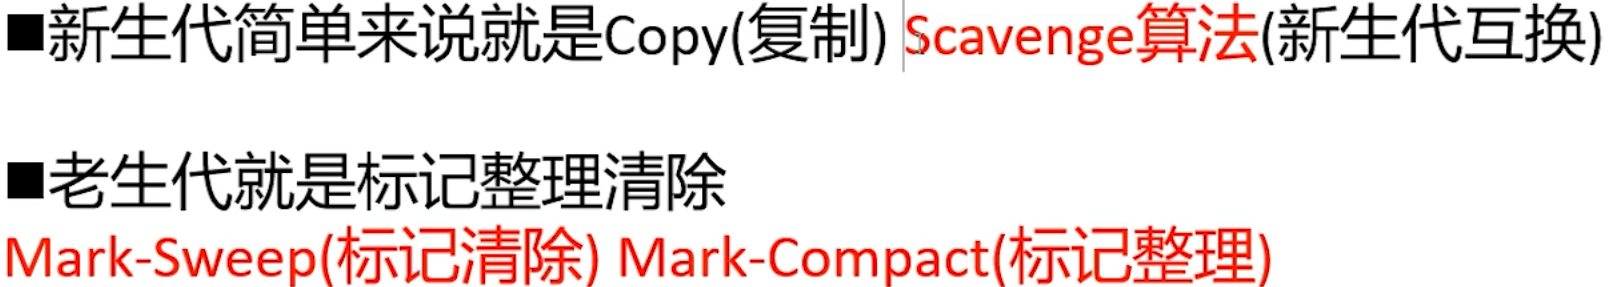 ■新生代简单来说就是Copy(复制) Scavenge算法(新生代互换)
■老生代就是标记整理清除
Mark-Sweep(标记清除) Mark-Compact(标记整理)